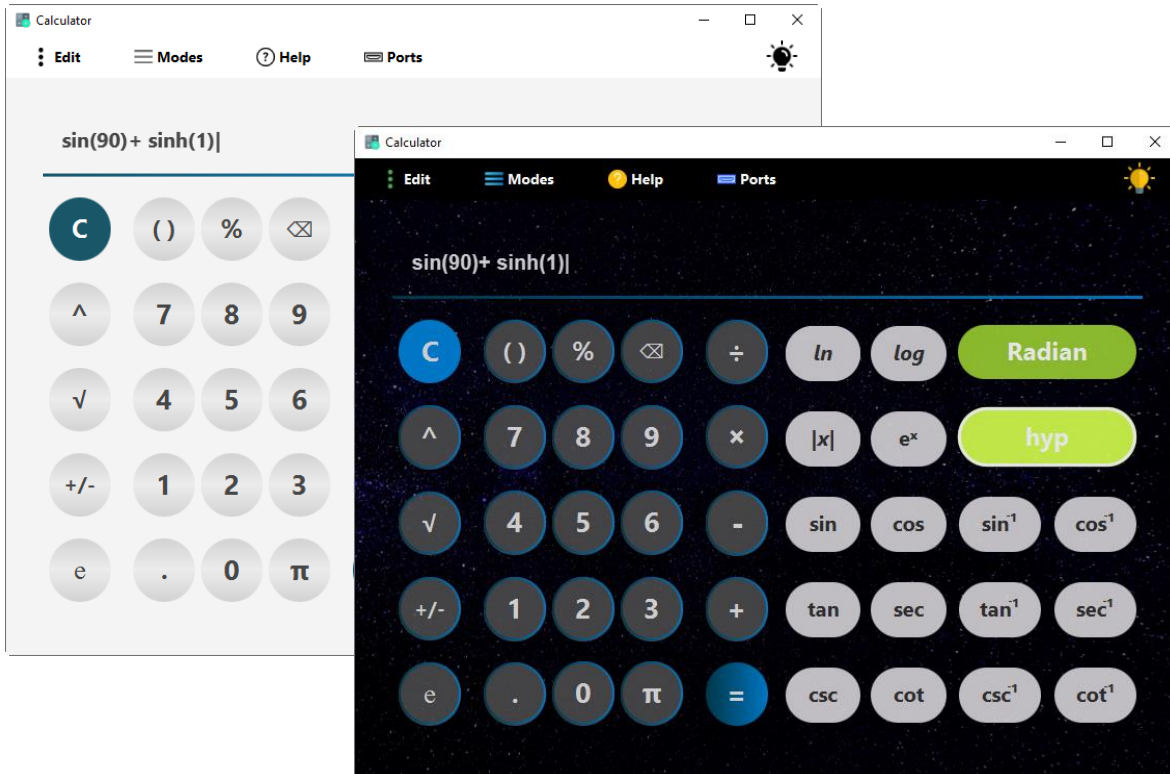 Calculator
Edit Modes Help Ports
sin(90)+ sinh(1)|
C ( ) % ⌫
^ 7 8 9
√ 4 5 6
+/- 1 2 3
e . 0 π
Calculator
Edit Modes Help Ports
sin(90)+ sinh(1)|
C ( ) % ⌫ ÷ ln log Radian
^ 7 8 9 × |x| eˣ hyp
√ 4 5 6 - sin cos sin⁻¹ cos⁻¹
+/- 1 2 3 + tan sec tan⁻¹ sec⁻¹
e . 0 π = csc cot csc⁻¹ cot⁻¹